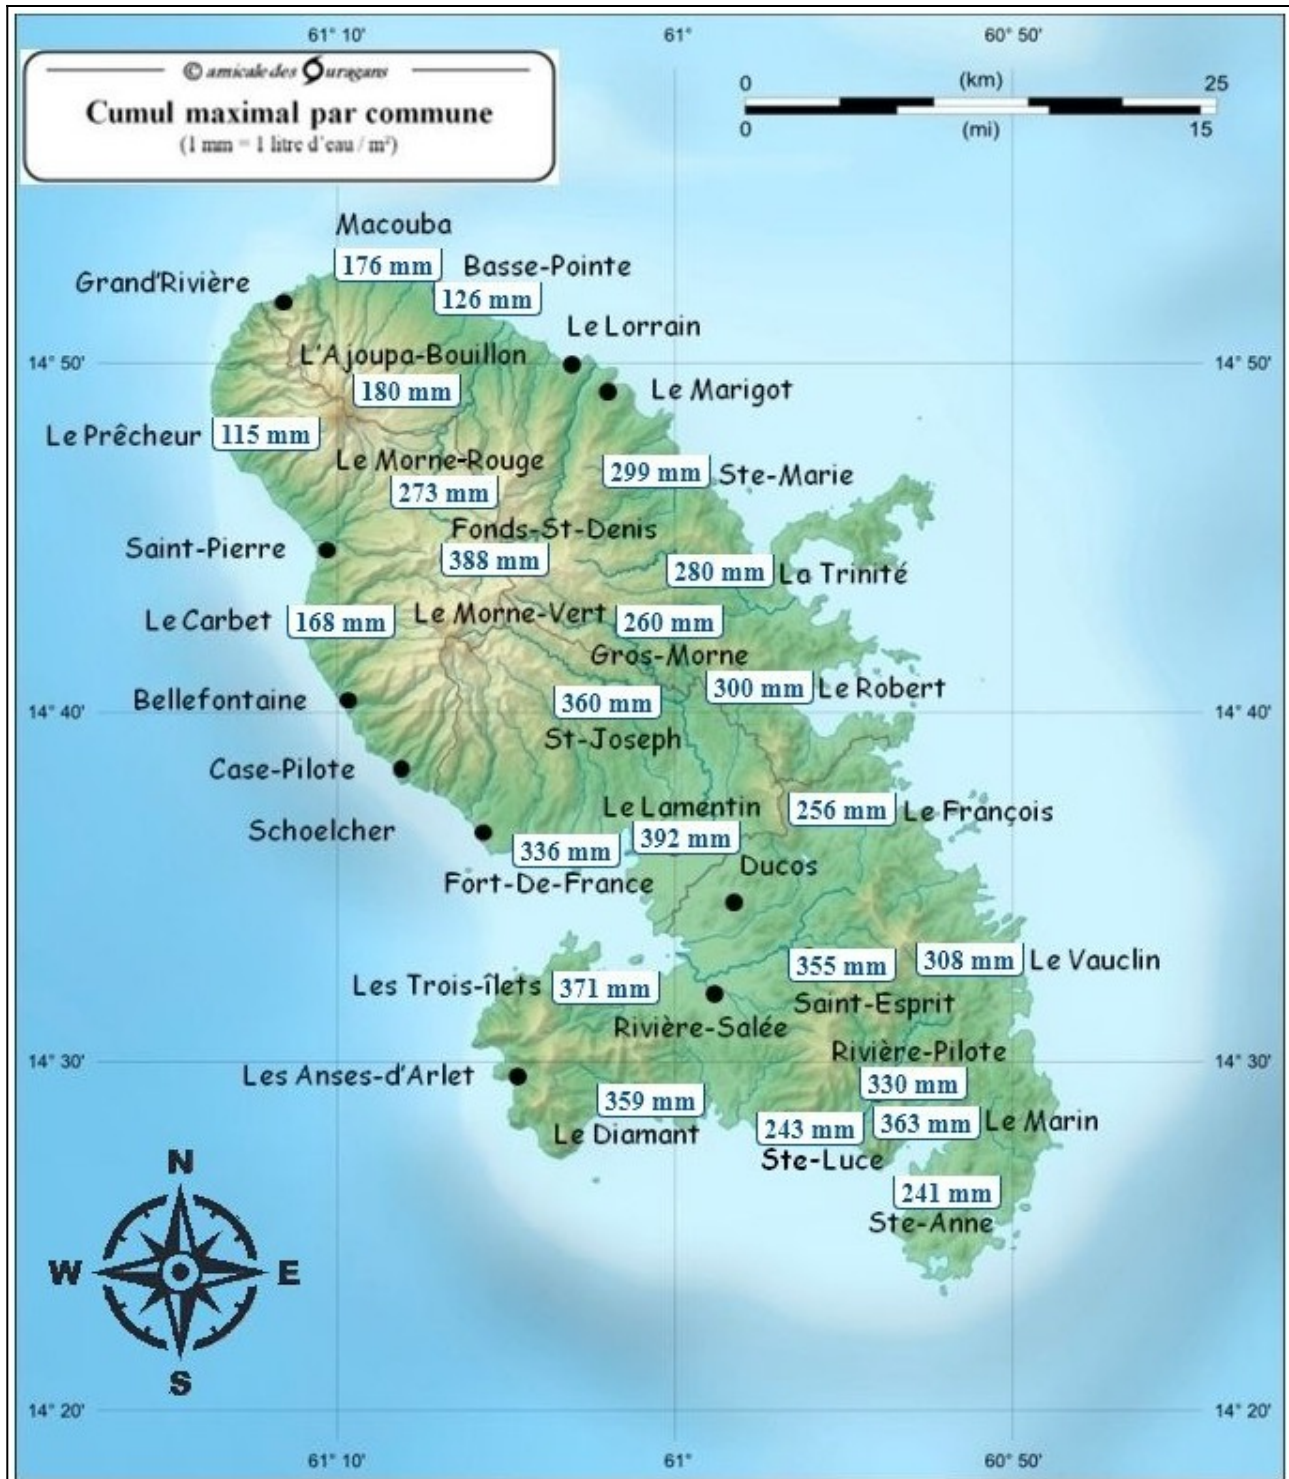 61° 10'
61°
60° 50'
© amicale des Ouragans
Cumul maximal par commune
(1 mm = 1 litre d'eau / m²)
0 (km) 25
0 (mi) 15
Macouba
176 mm
Grand'Rivière
Basse-Pointe
126 mm
Le Lorrain
14° 50'
L'Ajoupa-Bouillon
180 mm
14° 50'
Le Marigot
Le Prêcheur 115 mm
Le Morne-Rouge
273 mm
299 mm Ste-Marie
Fonds-St-Denis
388 mm
Saint-Pierre
280 mm La Trinité
Le Carbet 168 mm
Le Morne-Vert
260 mm
Gros-Morne
300 mm Le Robert
Bellefontaine
360 mm
St-Joseph
14° 40'
14° 40'
Case-Pilote
Le Lamentin
392 mm
256 mm Le François
Schoelcher
336 mm
Fort-De-France
Ducos
308 mm Le Vauclin
355 mm
Saint-Esprit
Les Trois-îlets 371 mm
Rivière-Salée
Rivière-Pilote
330 mm
14° 30'
14° 30'
Les Anses-d'Arlet
359 mm
Le Diamant
363 mm Le Marin
243 mm
Ste-Luce
241 mm
Ste-Anne
N
W
E
S
14° 20'
14° 20'
61° 10'
61°
60° 50'